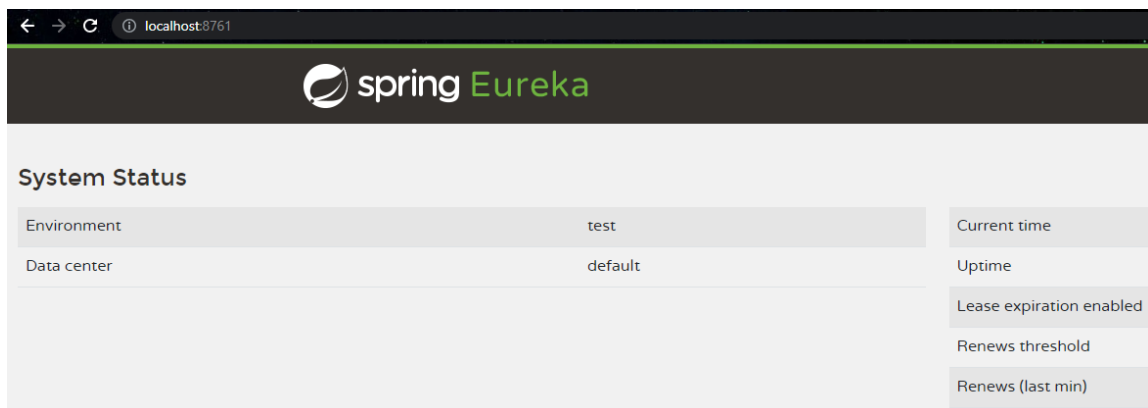 localhost:8761
spring Eureka
System Status
Environment test
Data center default
Current time
Uptime
Lease expiration enabled
Renews threshold
Renews (last min)